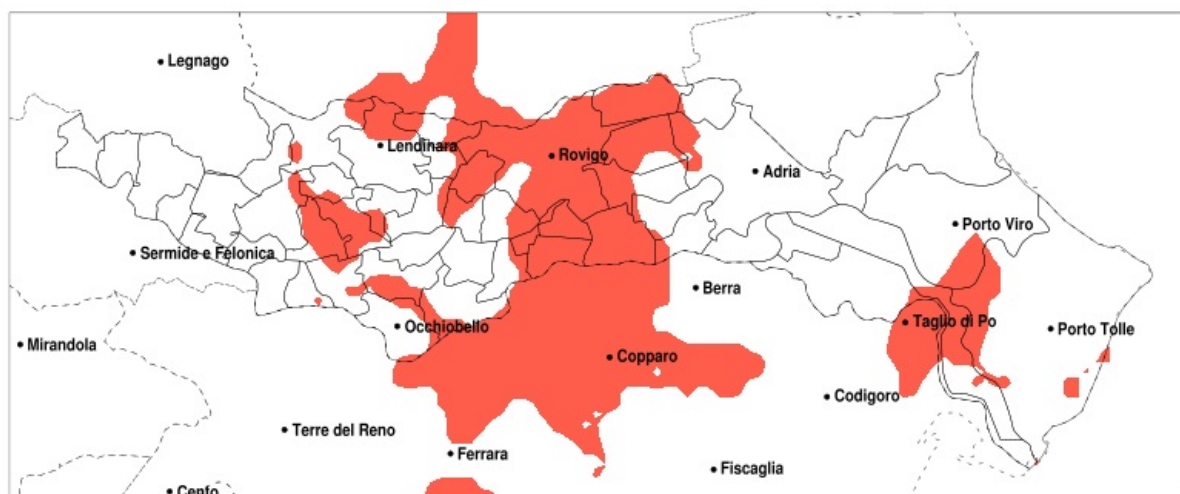 Legnago
Lendinara
Rovigo
Adria
Porto Viro
Sermide e Felonica
Berra
Occhiobello
Taglio di Po
Porto Tolle
Mirandola
Copparo
Codigoro
Terre del Reno
Ferrara
Fiscaglia
Cento